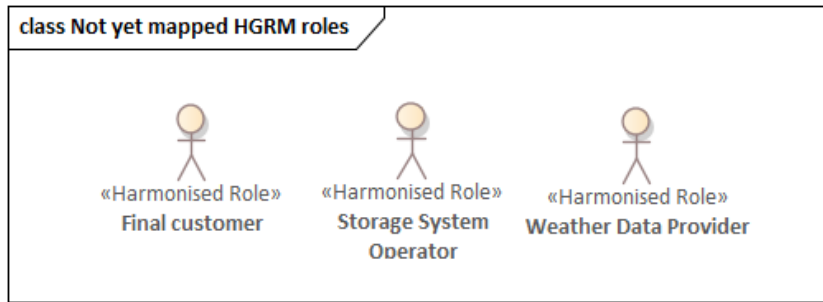 class Not yet mapped HGRM roles
«Harmonised Role»
Final customer
«Harmonised Role»
Storage System
Operator
«Harmonised Role»
Weather Data Provider